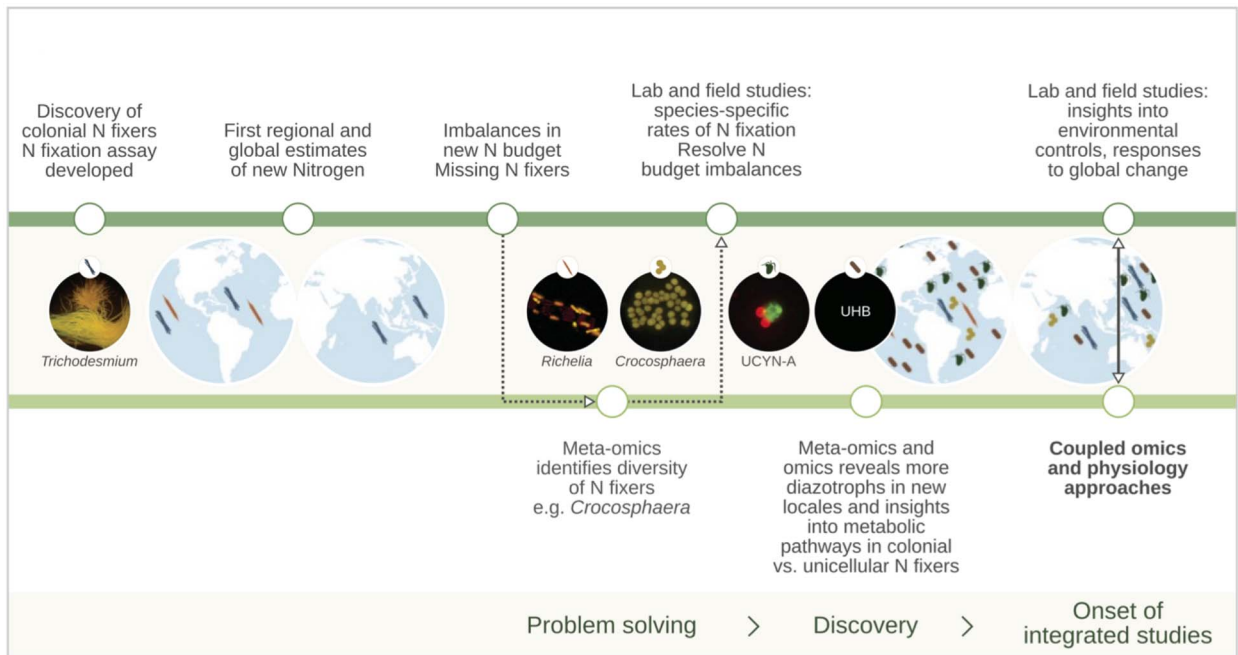 Discovery of
colonial N fixers
N fixation assay
developed
First regional and
global estimates
of new Nitrogen
Imbalances in
new N budget
Missing N fixers
Lab and field studies:
species-specific
rates of N fixation
Resolve N
budget imbalances
Lab and field studies:
insights into
environmental
controls, responses
to global change
Trichodesmium
Richelia
Crocosphaera
UCYN-A
UHB
Meta-omics
identifies diversity
of N fixers
e.g. Crocosphaera
Meta-omics and
omics reveals more
diazotrophs in new
locales and insights
into metabolic
pathways in colonial
vs. unicellular N fixers
Coupled omics
and physiology
approaches
Problem solving > Discovery > Onset of
integrated studies